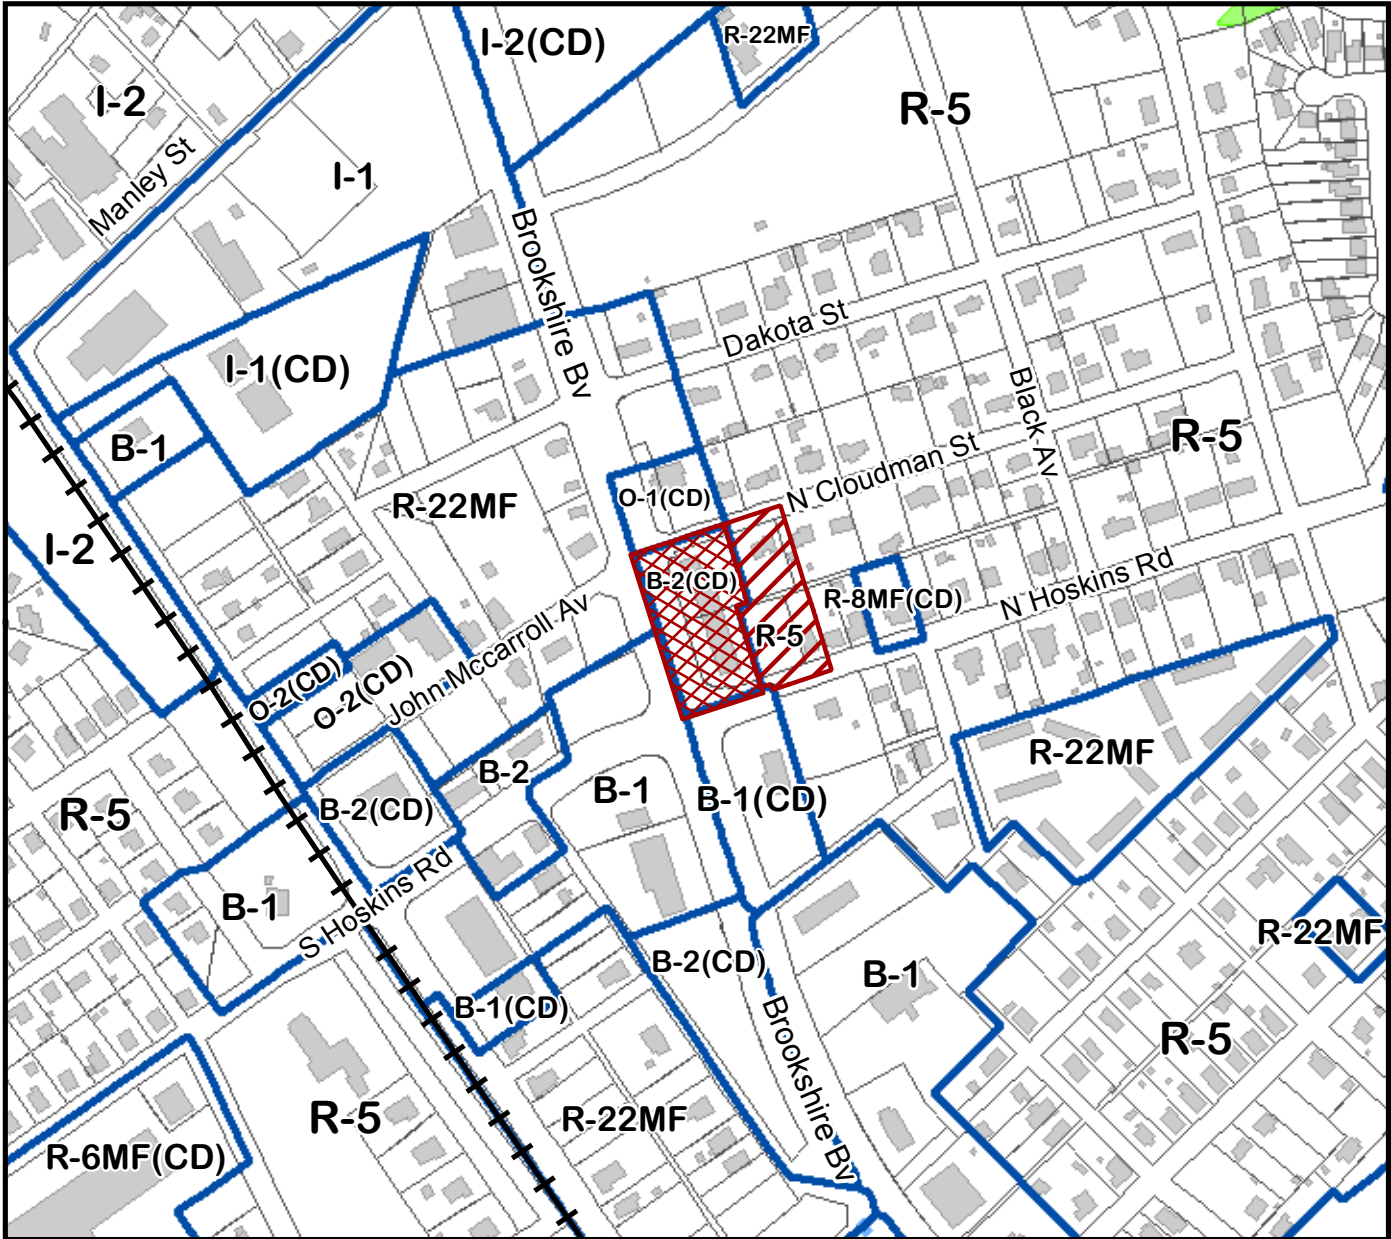 I-2(CD)
R-22MF
I-2
R-5
Manley St
I-1
Brookshire Bv
Dakota St
I-1(CD)
Black Av
B-1
R-5
N Cloudman St
O-1(CD)
R-22MF
I-2
B-2(CD)
N Hoskins Rd
R-8MF(CD)
R-5
John Mccarroll Av
O-2(CD)
O-2(CD)
R-22MF
B-2
B-1
B-1(CD)
R-5
B-2(CD)
S Hoskins Rd
B-1
R-22MF
B-2(CD)
B-1
B-1(CD)
Brookshire Bv
R-5
R-5
R-22MF
R-6MF(CD)